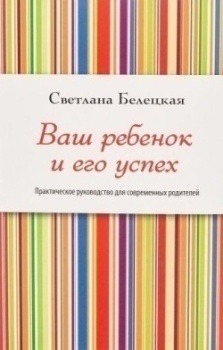 Светлана Белецкая
Ваш ребенок
и его успех
Практическое руководство для современных родителей